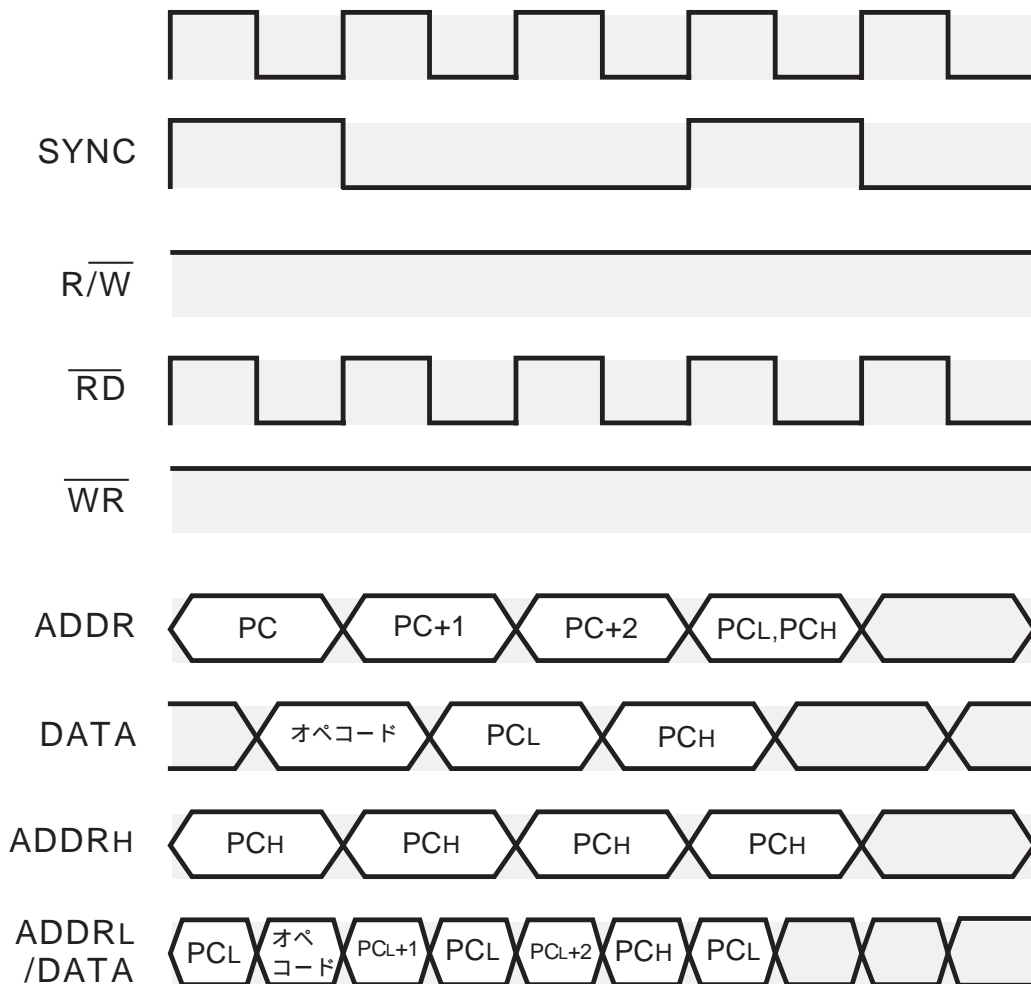 SYNC
R/W
RD
WR
ADDR PC PC+1 PC+2 PCL,PCH
DATA オペコード PCL PCH
ADDRH PCH PCH PCH PCH
ADDRL
/DATA
PCL オペ
コード PCL+1 PCL PCL+2 PCH PCL